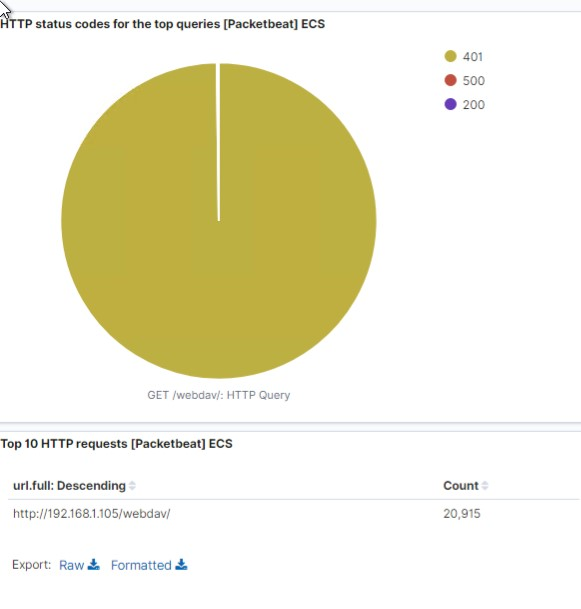 HTTP status codes for the top queries [Packetbeat] ECS
401
500
200
GET /webdav/: HTTP Query
Top 10 HTTP requests [Packetbeat] ECS
url.full: Descending Count
http://192.168.1.105/webdav/ 20,915
Export: Raw Formatted